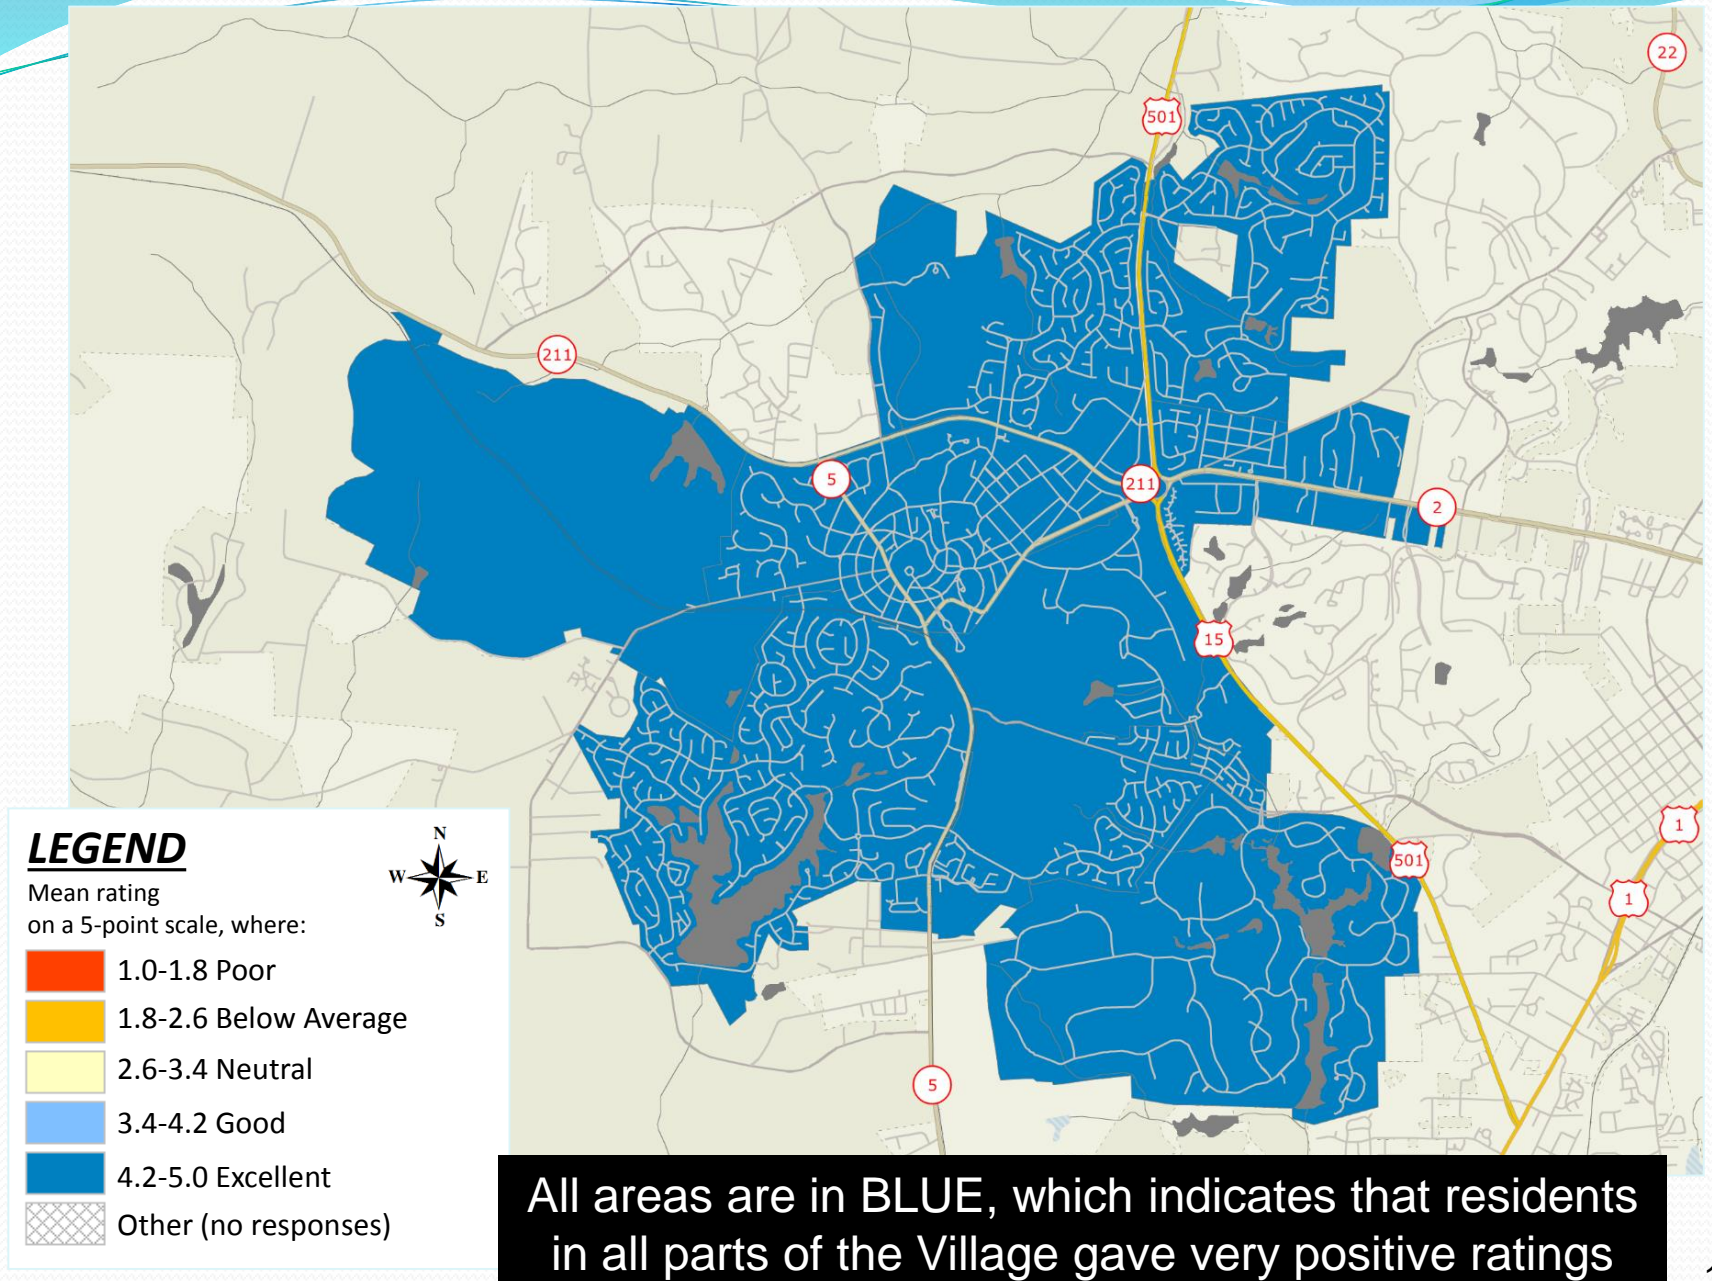 22
501
211
5
211
2
15
1
501
1
5
LEGEND
N
W E
S
Mean rating
on a 5-point scale, where:
1.0-1.8 Poor
1.8-2.6 Below Average
2.6-3.4 Neutral
3.4-4.2 Good
4.2-5.0 Excellent
Other (no responses)
All areas are in BLUE, which indicates that residents
in all parts of the Village gave very positive ratings